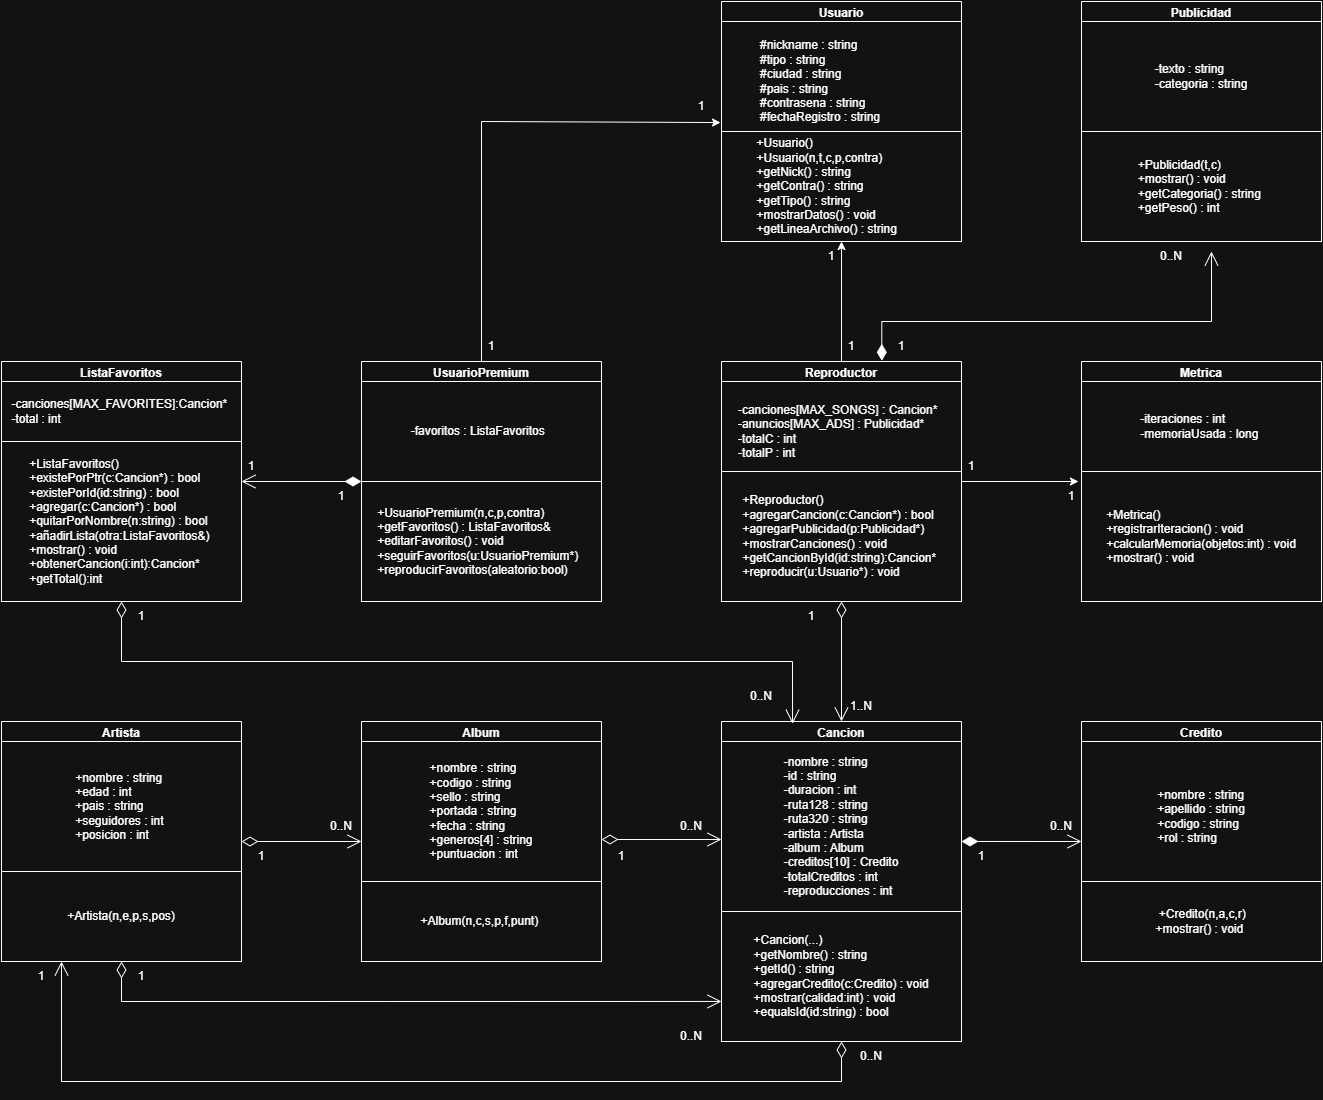 Usuario
#nickname : string
#tipo : string
#ciudad : string
#pais : string
#contrasena : string
#fechaRegistro : string
+Usuario()
+Usuario(n,t,c,p,contra)
+getNick() : string
+getContra() : string
+getTipo() : string
+mostrarDatos() : void
+getLineaArchivo() : string
Publicidad
-texto : string
-categoria : string
+Publicidad(t,c)
+mostrar() : void
+getCategoria() : string
+getPeso() : int
1
1
0..N
1
1
1
ListaFavoritos
-canciones[MAX_FAVORITES]:Cancion*
-total : int
+ListaFavoritos()
+existePorPtr(c:Cancion*) : bool
+existePorId(id:string) : bool
+agregar(c:Cancion*) : bool
+quitarPorNombre(n:string) : bool
+añadirLista(otra:ListaFavoritos&)
+mostrar() : void
+obtenerCancion(i:int):Cancion*
+getTotal():int
1
1
UsuarioPremium
-favoritos : ListaFavoritos
+UsuarioPremium(n,c,p,contra)
+getFavoritos() : ListaFavoritos&
+editarFavoritos() : void
+seguirFavoritos(u:UsuarioPremium*)
+reproducirFavoritos(aleatorio:bool)
Reproductor
-canciones[MAX_SONGS] : Cancion*
-anuncios[MAX_ADS] : Publicidad*
-totalC : int
-totalP : int
+Reproductor()
+agregarCancion(c:Cancion*) : bool
+agregarPublicidad(p:Publicidad*)
+mostrarCanciones() : void
+getCancionById(id:string):Cancion*
+reproducir(u:Usuario*) : void
1
1
Metrica
-iteraciones : int
-memoriaUsada : long
+Metrica()
+registrarIteracion() : void
+calcularMemoria(objetos:int) : void
+mostrar() : void
1
1
0..N
1..N
Artista
+nombre : string
+edad : int
+pais : string
+seguidores : int
+posicion : int
+Artista(n,e,p,s,pos)
0..N
1
Album
+nombre : string
+codigo : string
+sello : string
+portada : string
+fecha : string
+generos[4] : string
+puntuacion : int
+Album(n,c,s,p,f,punt)
0..N
1
Cancion
-nombre : string
-id : string
-duracion : int
-ruta128 : string
-ruta320 : string
-artista : Artista
-album : Album
-creditos[10] : Credito
-totalCreditos : int
-reproducciones : int
+Cancion(...)
+getNombre() : string
+getId() : string
+agregarCredito(c:Credito) : void
+mostrar(calidad:int) : void
+equalsId(id:string) : bool
0..N
1
Credito
+nombre : string
+apellido : string
+codigo : string
+rol : string
+Credito(n,a,c,r)
+mostrar() : void
1
1
0..N
0..N